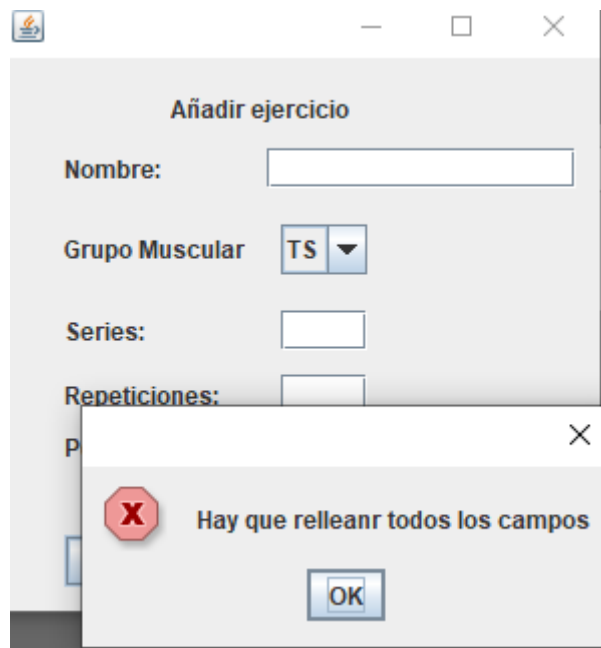 Añadir ejercicio
Nombre:
Grupo Muscular TS
Series:
Repeticiones:
Hay que relleanr todos los campos
OK